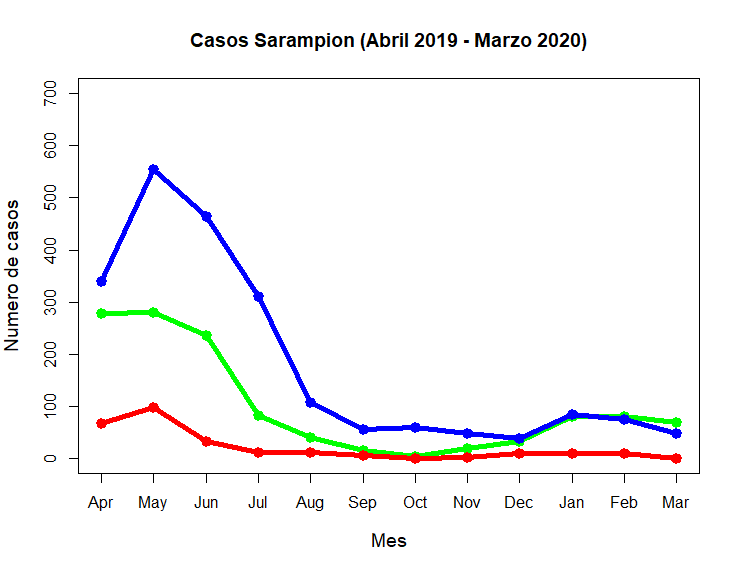 Casos Sarampion (Abril 2019 - Marzo 2020)
Numero de casos
700
600
500
400
300
200
100
0
Apr May Jun Jul Aug Sep Oct Nov Dec Jan Feb Mar
Mes